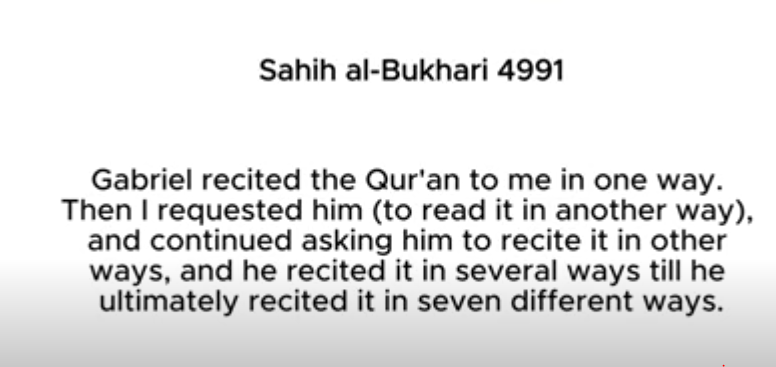 Sahih al-Bukhari 4991
Gabriel recited the Qur'an to me in one way.
Then I requested him (to read it in another way),
and continued asking him to recite it in other
ways, and he recited it in several ways till he
ultimately recited it in seven different ways.